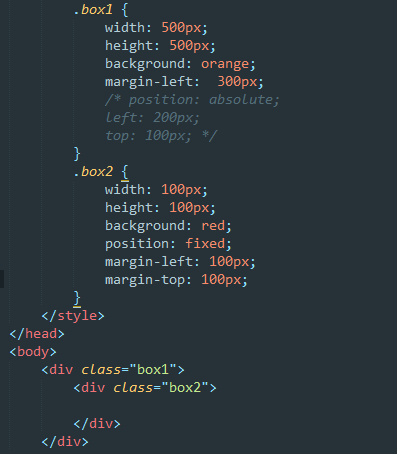 .box1 {
width: 500px;
height: 500px;
background: orange;
margin-left:  300px;
/* position: absolute;
left: 200px;
top: 100px; */
}
.box2 {
width: 100px;
height: 100px;
background: red;
position: fixed;
margin-left: 100px;
margin-top: 100px;
}
</style>
</head>
<body>
<div class="box1">
<div class="box2">
</div>
</div>